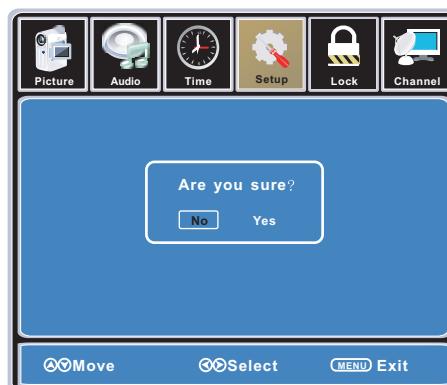 Picture Audio Time Setup Lock Channel
Are you sure?
No Yes
Move Select MENU Exit